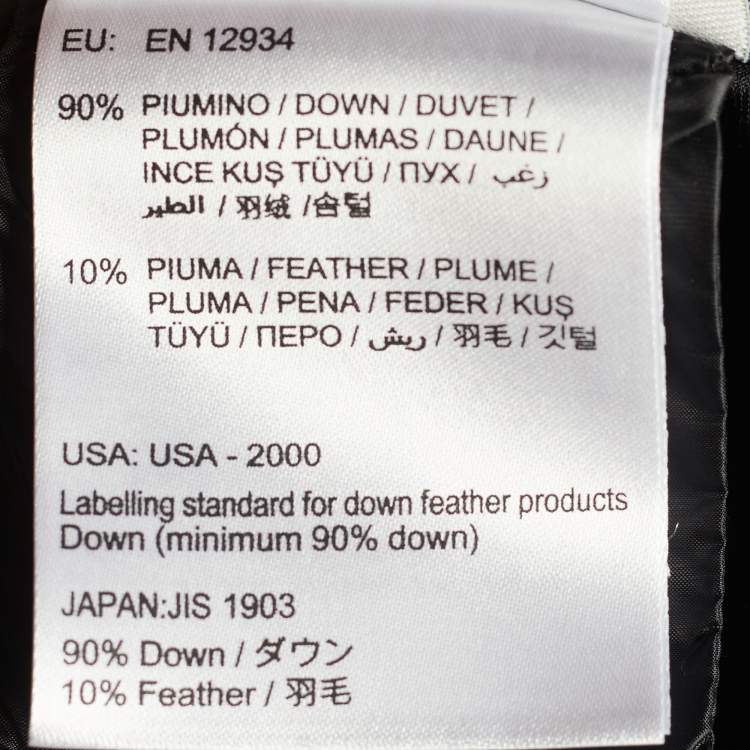 EU: EN 12934
90% PIUMINO / DOWN / DUVET /
PLUMÓN / PLUMAS / DAUNE /
INCE KUŞ TÜYÜ / ПУХ / زغب
الطير / 羽绒 / 솜털
10% PIUMA / FEATHER / PLUME /
PLUMA / PENA / FEDER / KUŞ
TÜYÜ / ПЕРО / ريش / 羽毛 / 깃털
USA: USA - 2000
Labelling standard for down feather products
Down (minimum 90% down)
JAPAN:JIS 1903
90% Down / ダウン
10% Feather / 羽毛